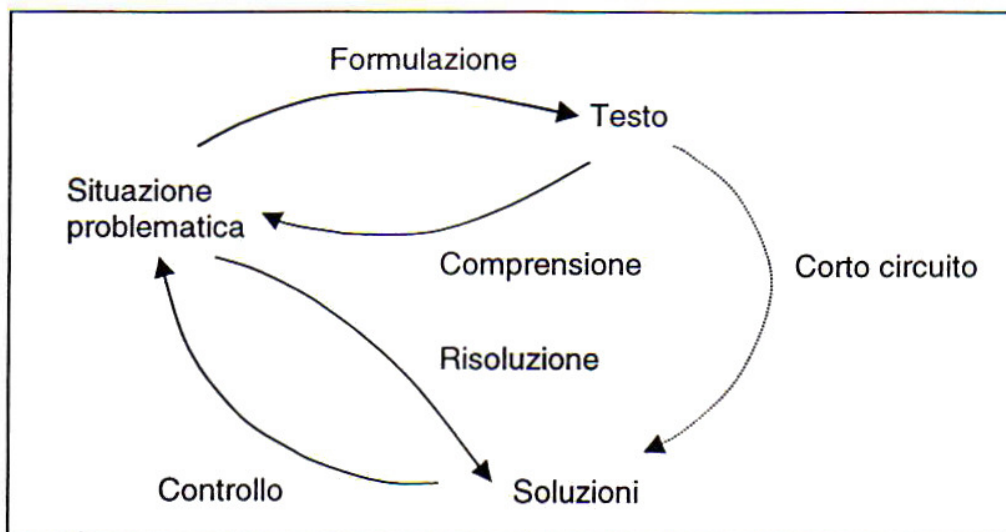 Formulazione
Testo
Situazione
problematica
Comprensione
Corto circuito
Risoluzione
Controllo
Soluzioni